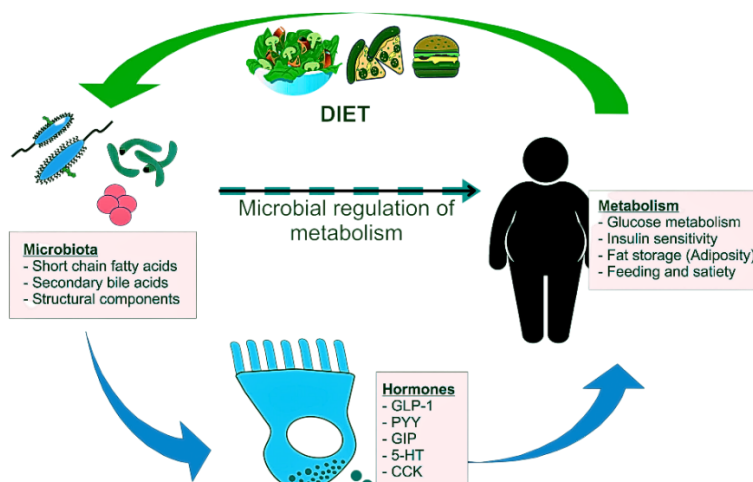 DIET
Microbial regulation of
metabolism
Microbiota
- Short chain fatty acids
- Secondary bile acids
- Structural components
Metabolism
- Glucose metabolism
- Insulin sensitivity
- Fat storage (Adiposity)
- Feeding and satiety
Hormones
- GLP-1
- PYY
- GIP
- 5-HT
- CCK